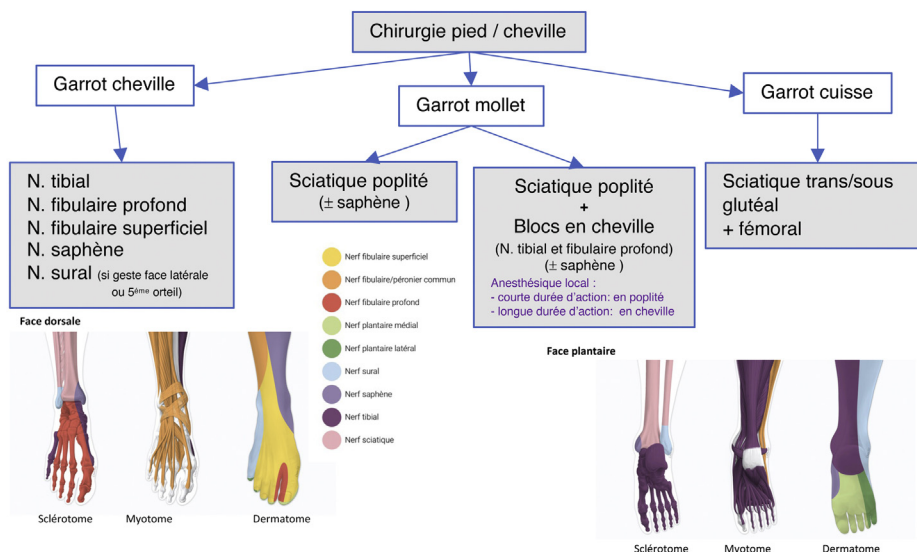 Chirurgie pied / cheville
Garrot cheville
Garrot mollet
Garrot cuisse
N. tibial
N. fibulaire profond
N. fibulaire superficiel
N. saphène
N. sural (si geste face latérale
ou 5ème orteil)
Sciatique poplité
(± saphène )
Sciatique poplité
+
Blocs en cheville
(N. tibial et fibulaire profond)
(± saphène )
Anesthésique local :
- courte durée d'action: en poplité
- longue durée d'action: en cheville
Sciatique trans/sous
glutéal
+ fémoral
Nerf fibulaire superficiel
Nerf fibulaire/péronier commun
Nerf fibulaire profond
Nerf plantaire médial
Nerf plantaire latéral
Nerf sural
Nerf saphène
Nerf tibial
Nerf sciatique
Face dorsale
Sclérotome
Myotome
Dermatome
Face plantaire
Sclérotome
Myotome
Dermatome